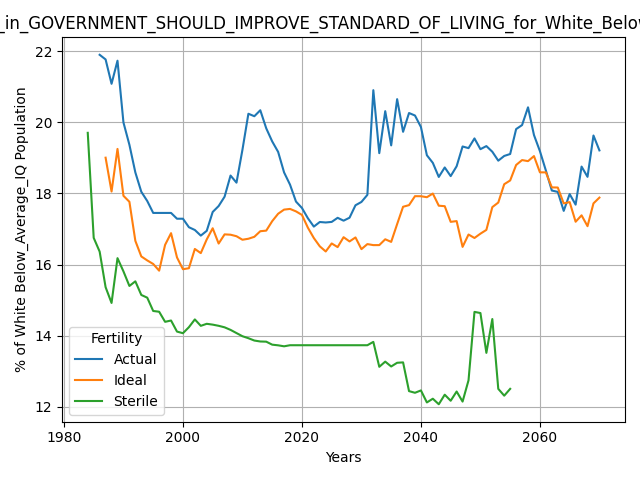 _in_GOVERNMENT_SHOULD_IMPROVE_STANDARD_OF_LIVING_for_White_Below
% of White Below_Average_IQ Population
22
20
18
16
14
12
Fertility
Actual
Ideal
Sterile
1980
2000
2020
2040
2060
Years